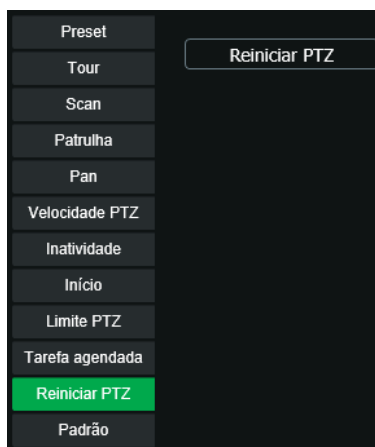 Preset
Tour
Scan
Patrulha
Pan
Velocidade PTZ
Inatividade
Início
Limite PTZ
Tarefa agendada
Reiniciar PTZ
Padrão
Reiniciar PTZ